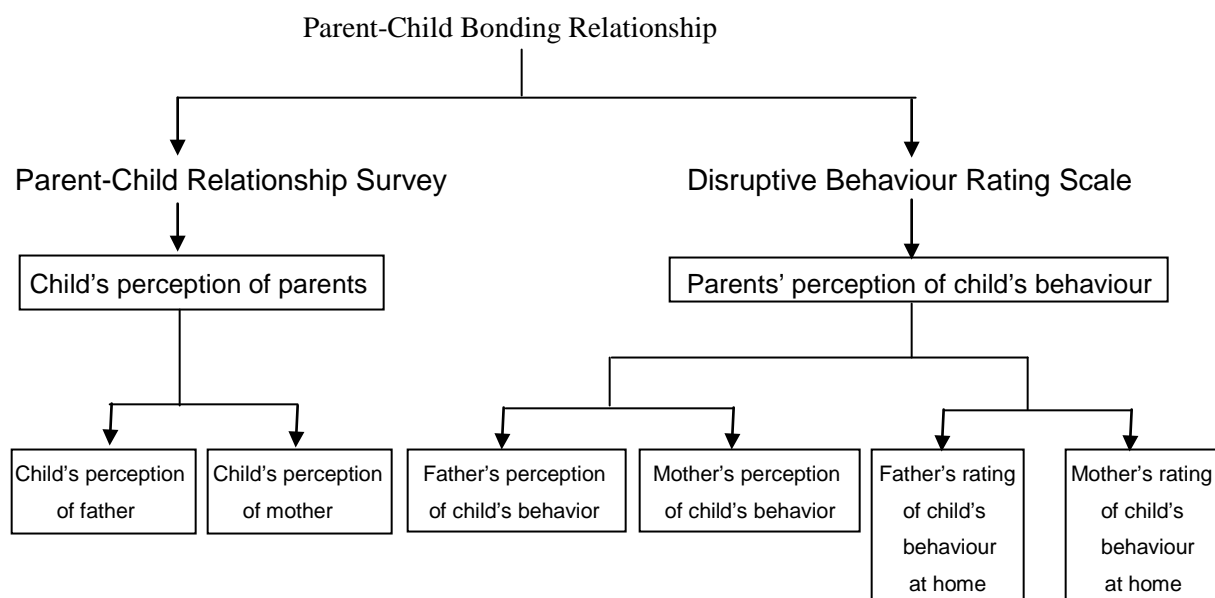 Parent-Child Bonding Relationship
Parent-Child Relationship Survey
Disruptive Behaviour Rating Scale
Child’s perception of parents
Parents’ perception of child’s behaviour
Child’s perception
of father
Child’s perception
of mother
Father’s perception
of child’s behavior
Mother’s perception
of child’s behavior
Father’s rating
of child’s
behaviour
at home
Mother’s rating
of child’s
behaviour
at home